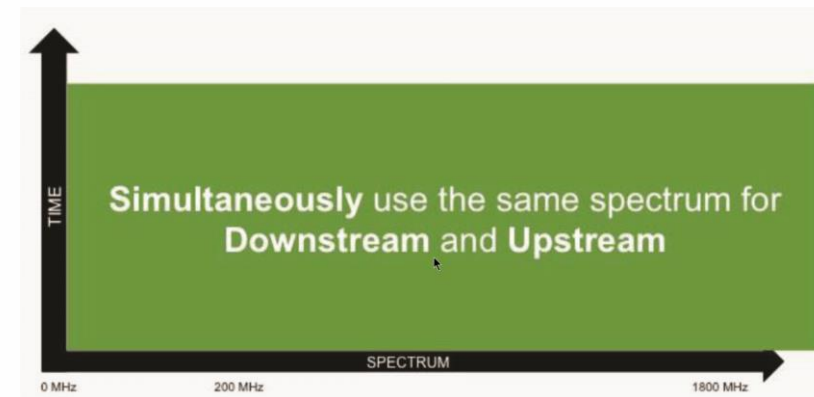 TIME
Simultaneously use the same spectrum for
Downstream and Upstream
SPECTRUM
0 MHz
200 MHz
1800 MHz